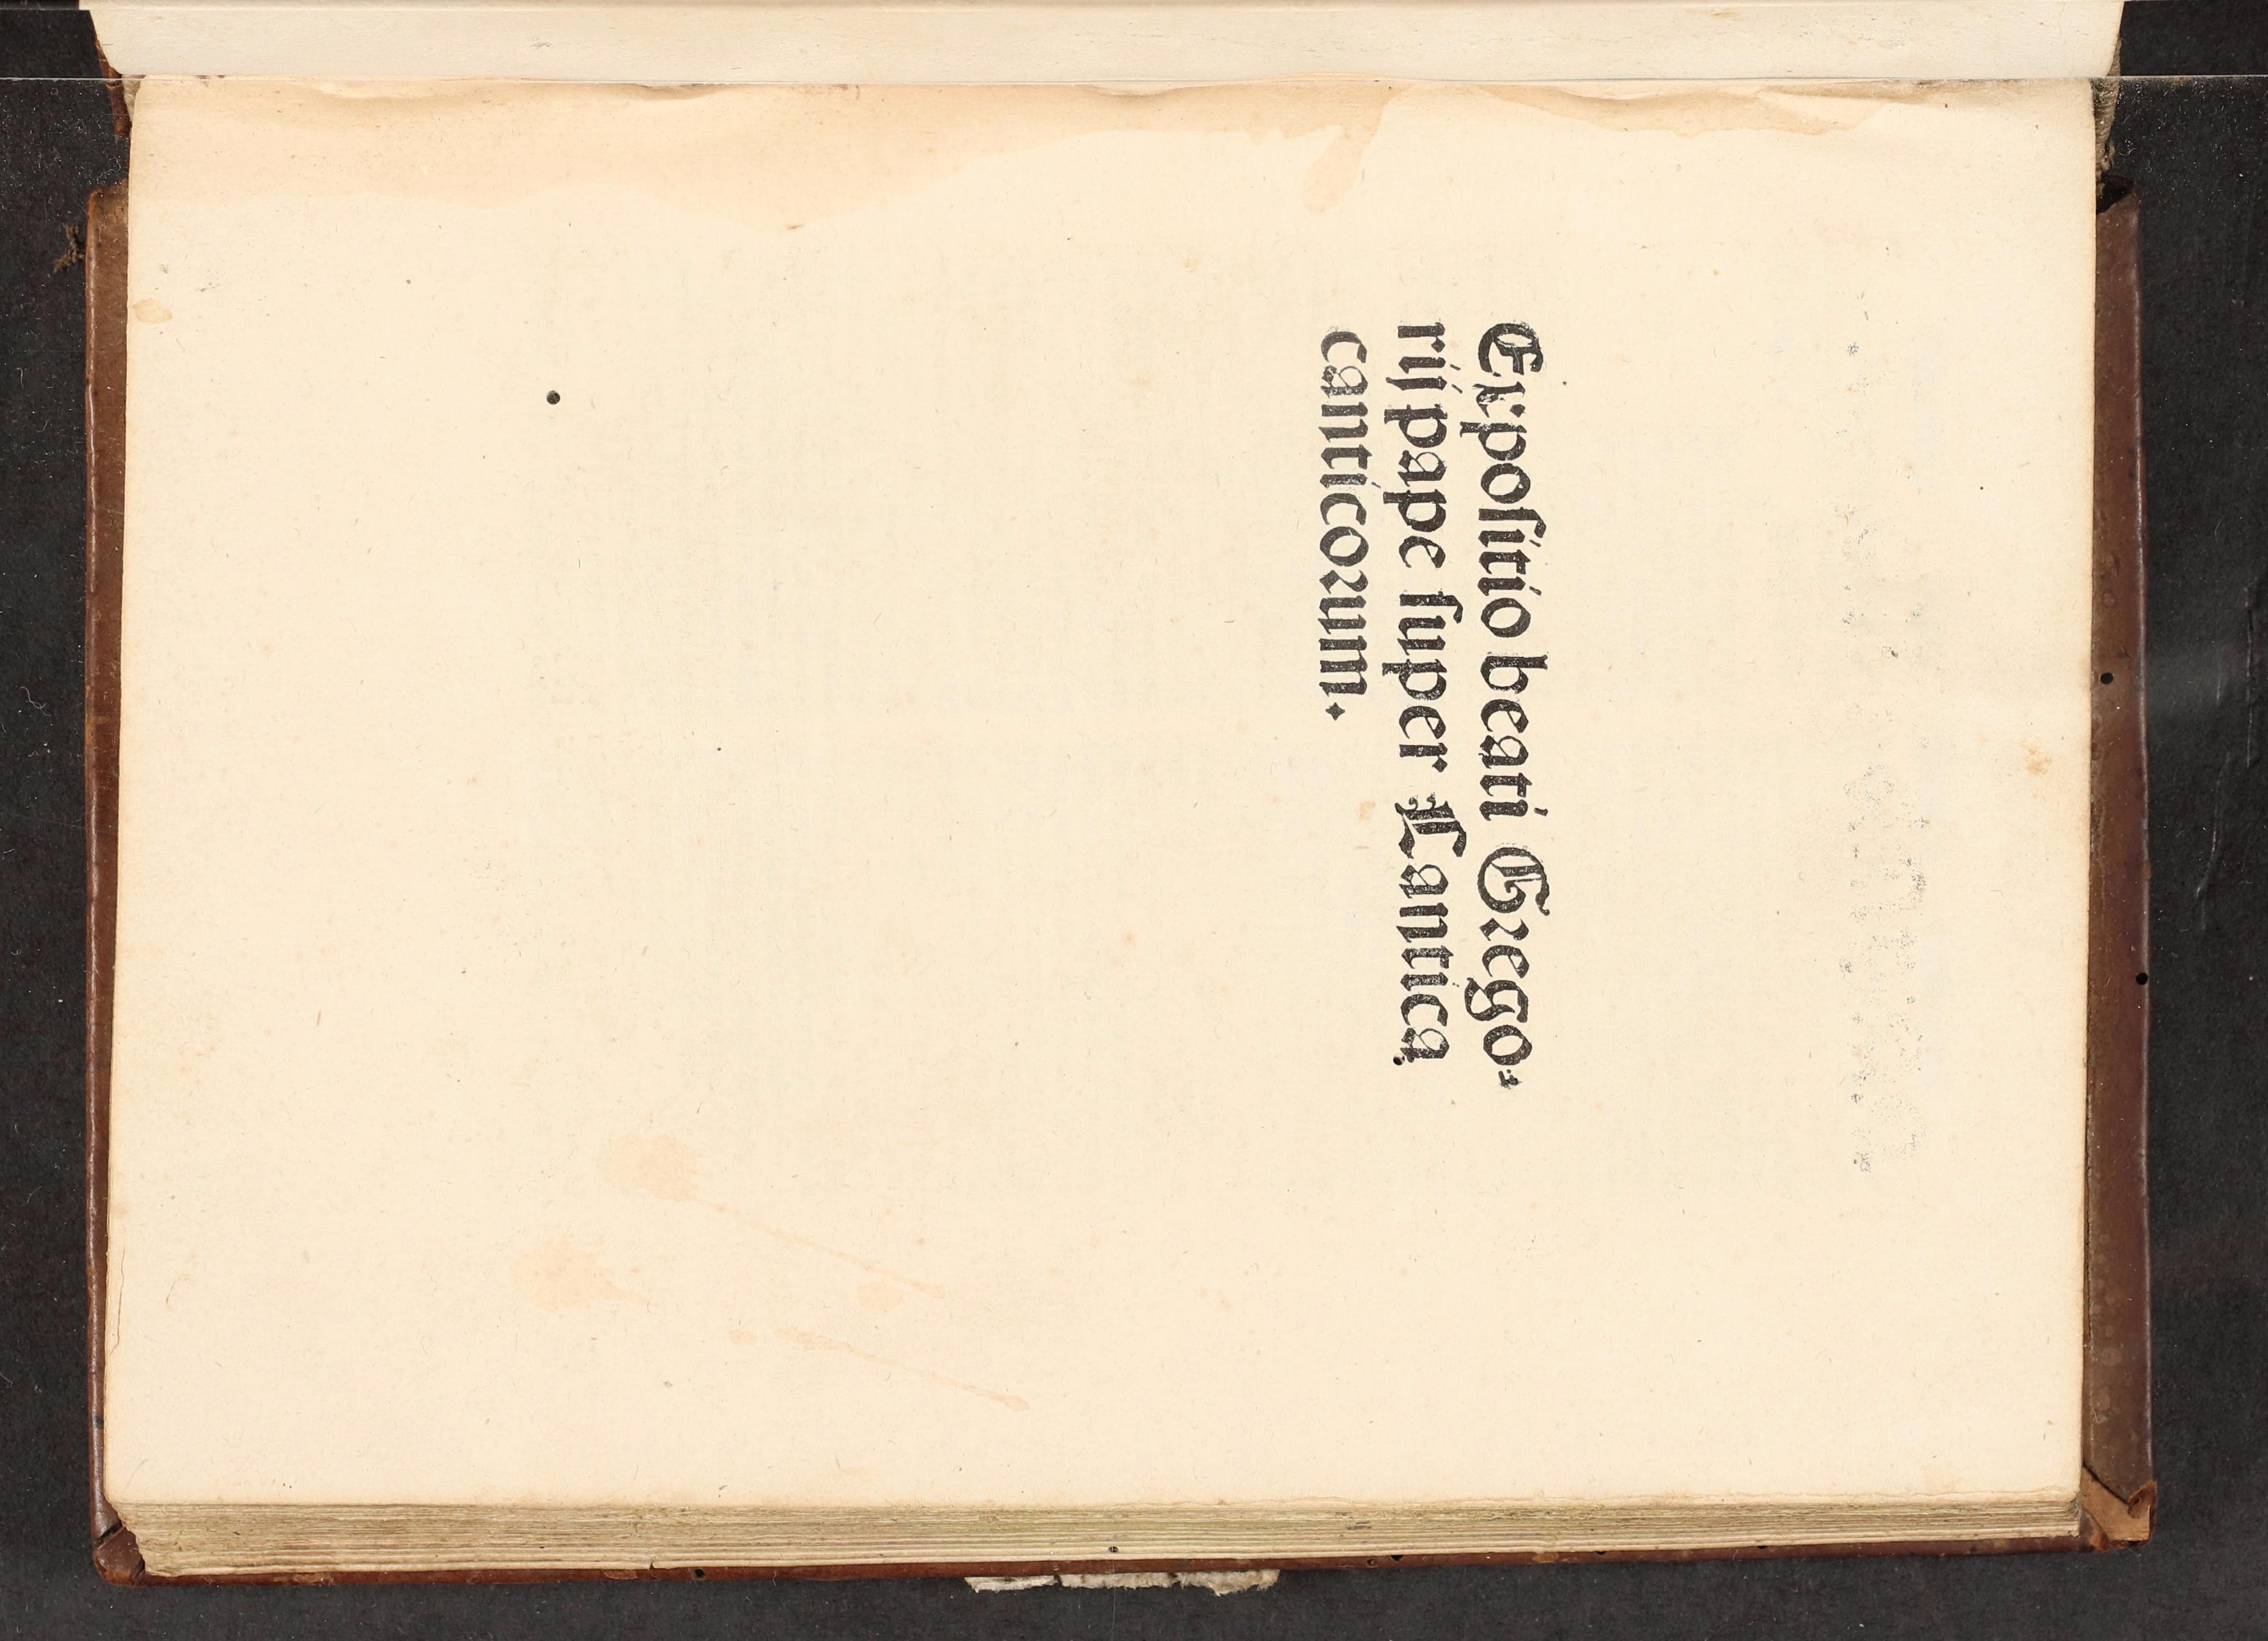 Expoſitio beati Grego⸗
rij pape ſuper Cantica
canticorum.